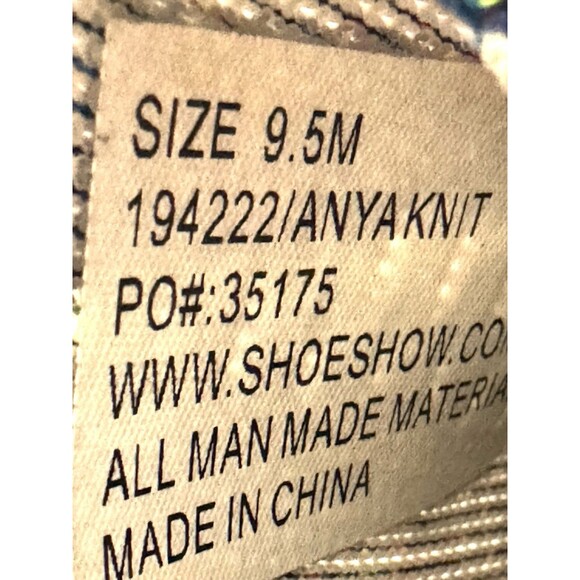 SIZE 9.5M
194222/ANYA KNIT
PO#:35175
WWW.SHOESHOW.CO
ALL MAN MADE MATERIA
MADE IN CHINA